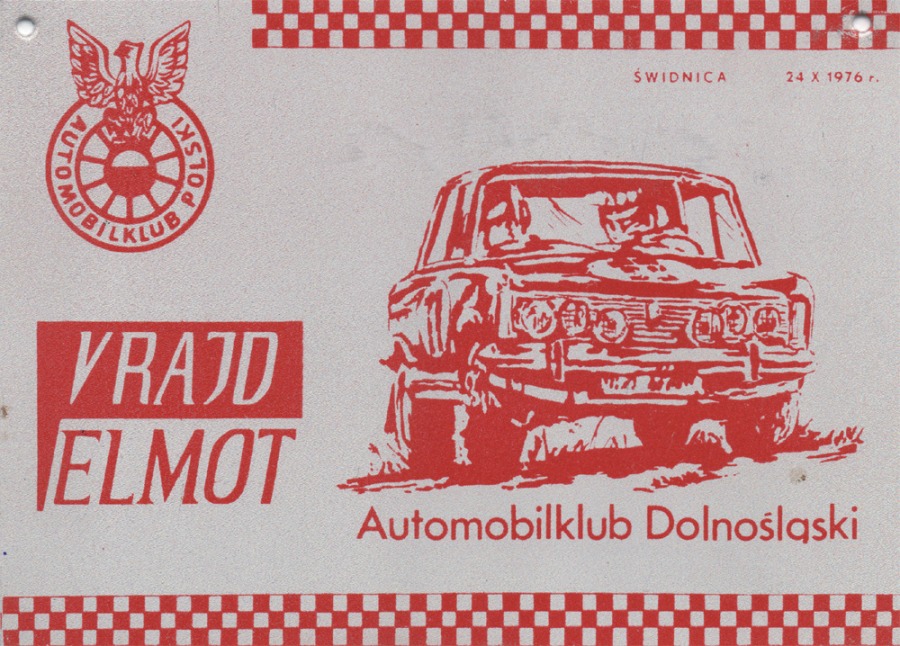 AUTOMOBILKLUB POLSKI
ŚWIDNICA 24 X 1976 r.
V RAJD
ELMOT
Automobilklub Dolnośląski